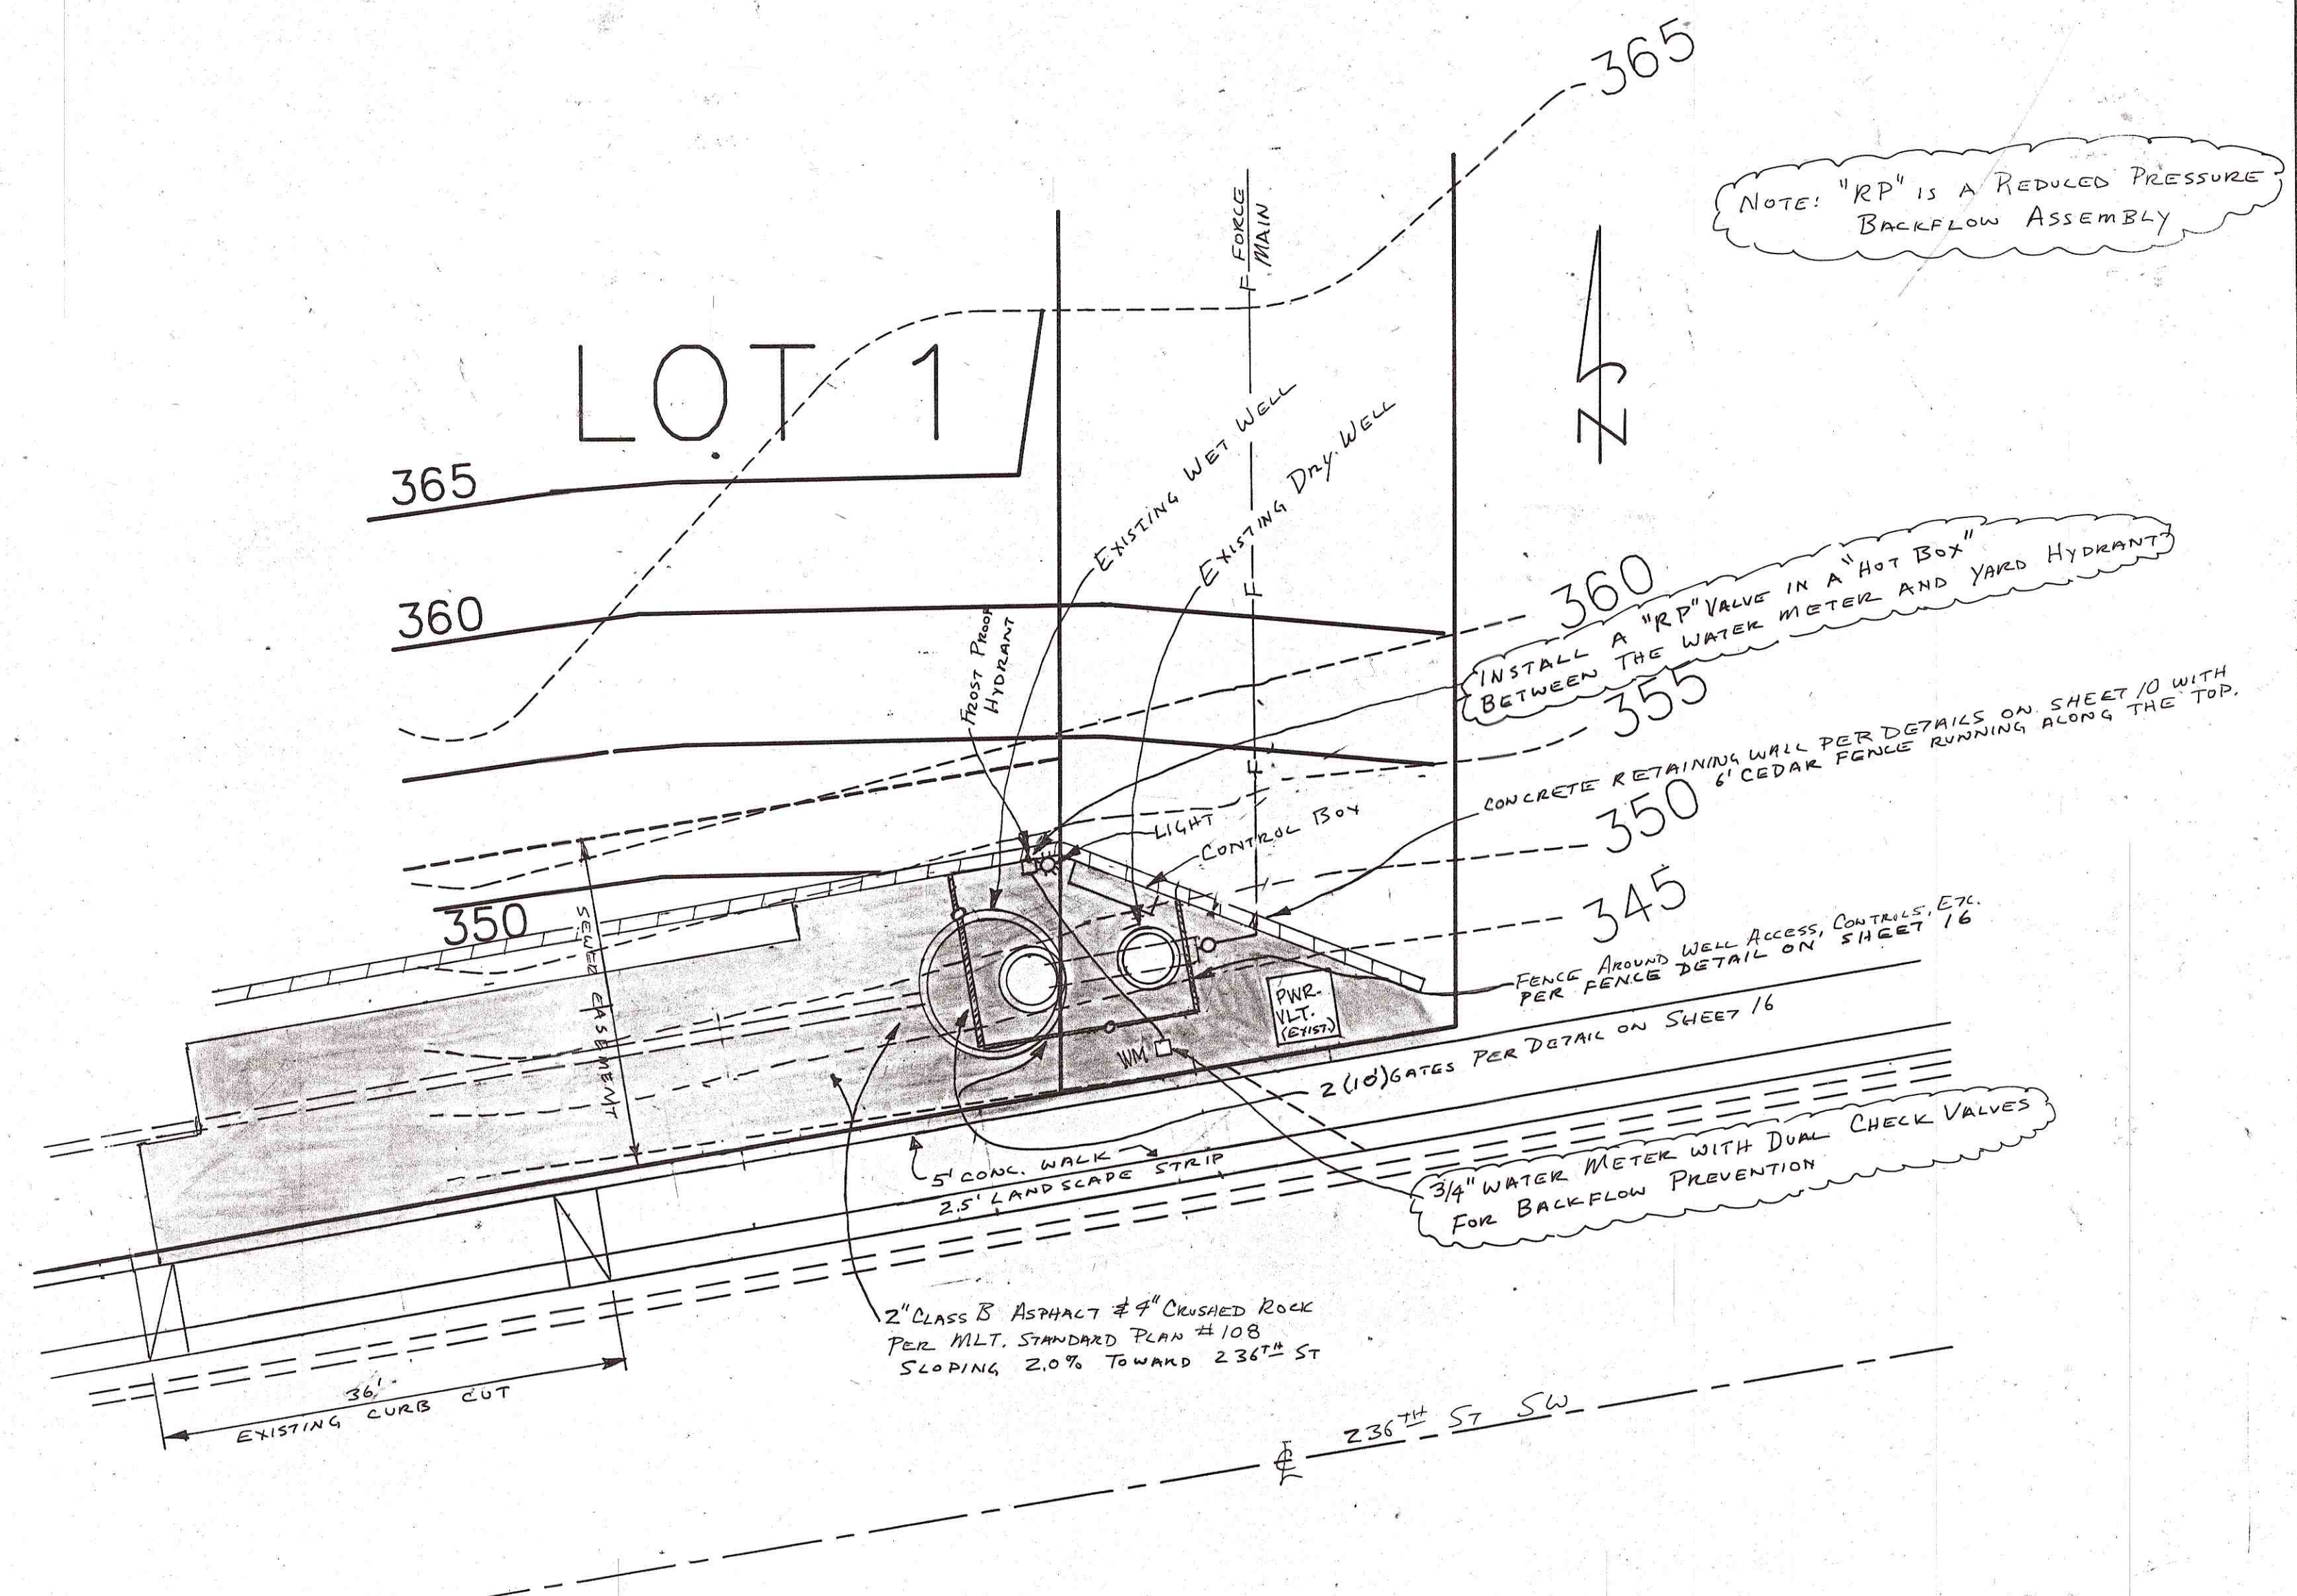 365
NOTE: "RP" IS A REDUCED PRESSURE
BACKFLOW ASSEMBLY
F FORCE
MAIN
LOT 1
N
365
EXISTING WET WELL
EXISTING DRY WELL
F
360
360
INSTALL A "RP" VALVE IN A "HOT BOX"
BETWEEN THE WATER METER AND YARD HYDRANT
FROST PROOF
HYDRANT
355
F
CONCRETE RETAINING WALL PER DETAILS ON SHEET 10 WITH
6' CEDAR FENCE RUNNING ALONG THE TOP.
350
LIGHT
CONTROL BOX
345
350
SEWER EASEMENT
FENCE AROUND WELL ACCESS, CONTROLS, ETC.
PER FENCE DETAIL ON SHEET 16
PWR.
VLT.
(EXIST.)
WM
2 (10') GATES PER DETAIL ON SHEET 16
5' CONC. WALK
2.5' LANDSCAPE STRIP
3/4" WATER METER WITH DUAL CHECK VALVES
FOR BACKFLOW PREVENTION
2" CLASS B ASPHALT & 4" CRUSHED ROCK
PER MLT. STANDARD PLAN #108
SLOPING 2.0% TOWARD 236TH ST
36'
EXISTING CURB CUT
CL
236TH ST SW